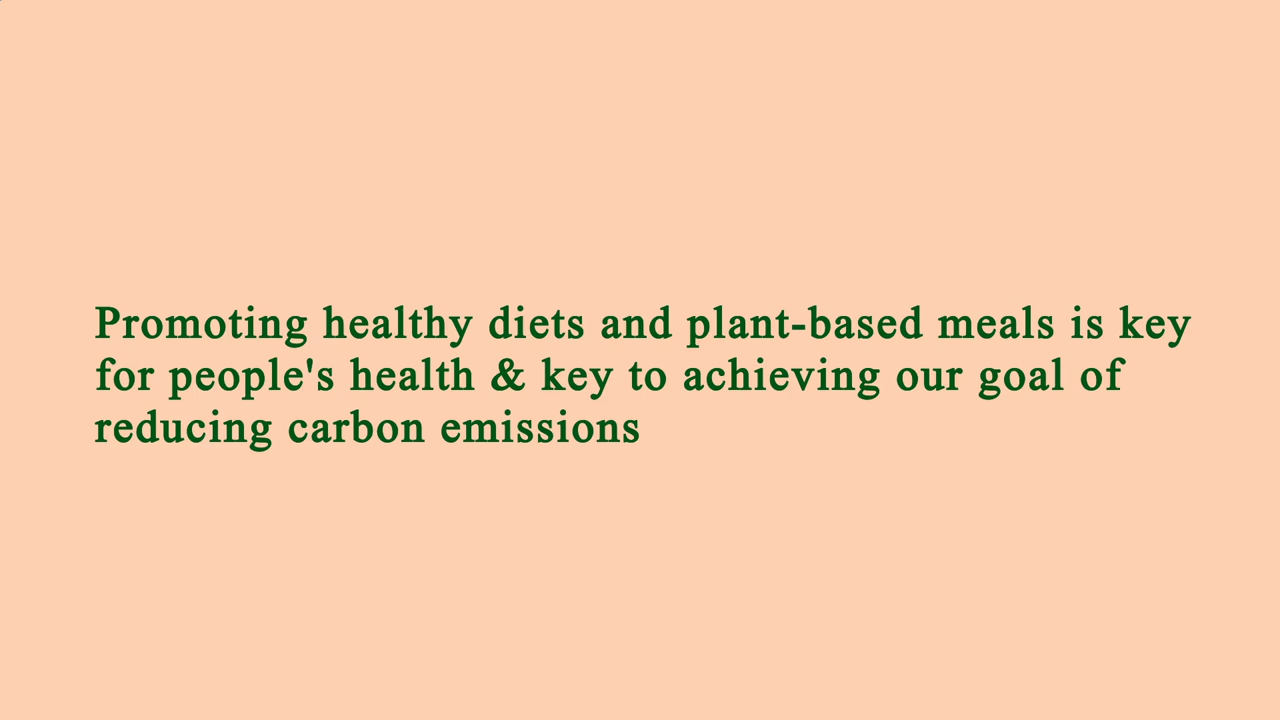 Promoting healthy diets and plant-based meals is key
for people's health & key to achieving our goal of
reducing carbon emissions